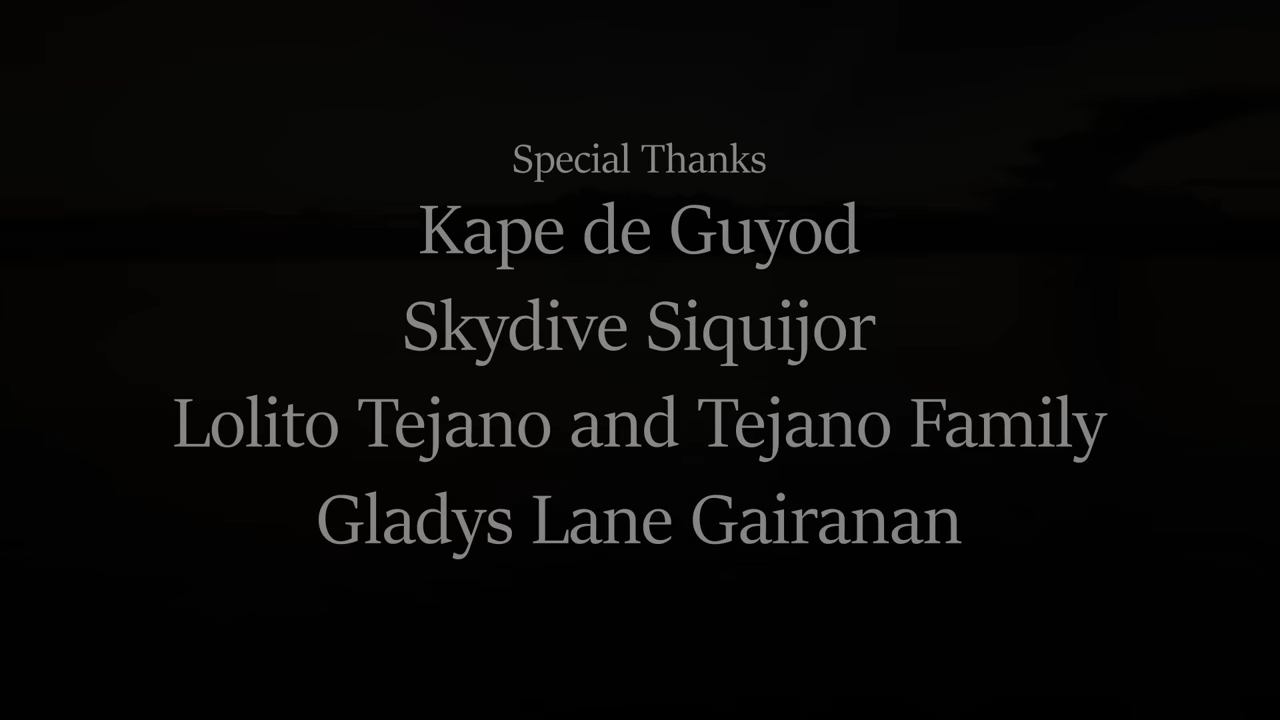 Special Thanks
Kape de Guyod
Skydive Siquijor
Lolito Tejano and Tejano Family
Gladys Lane Gairanan